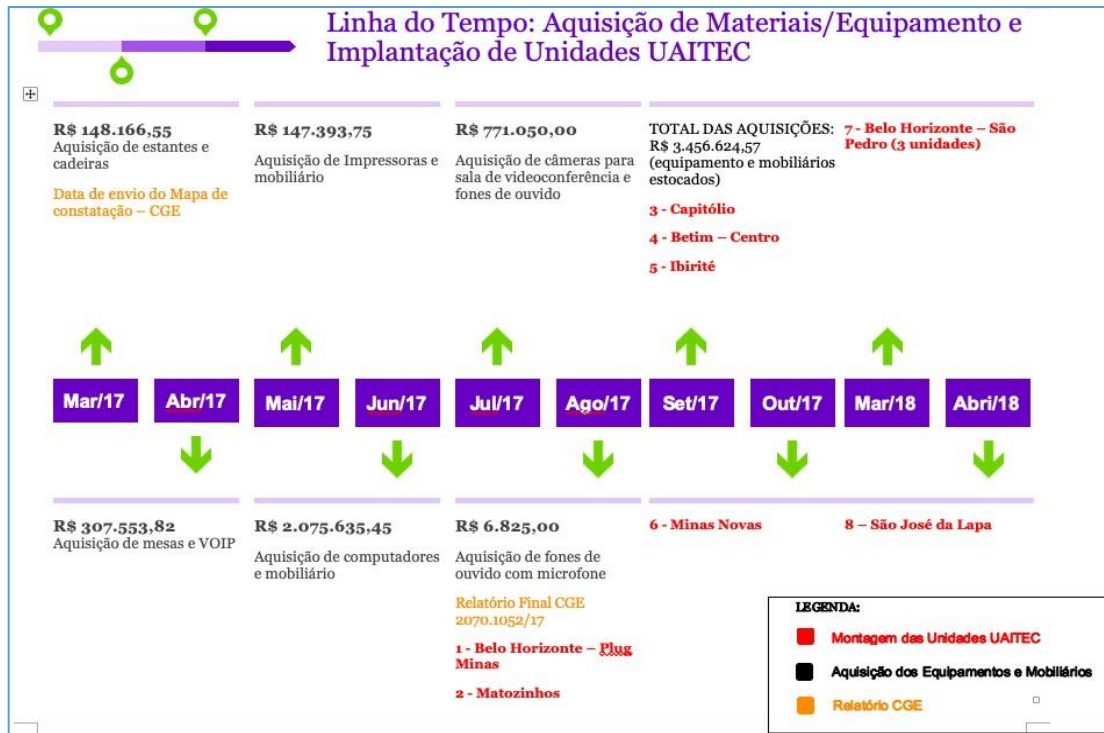 Linha do Tempo: Aquisição de Materiais/Equipamento e
Implantação de Unidades UAITEC
R$ 148.166,55
Aquisição de estantes e
cadeiras
Data de envio do Mapa de
constatação – CGE
R$ 147.393,75
Aquisição de Impressoras e
mobiliário
R$ 771.050,00
Aquisição de câmeras para
sala de videoconferência e
fones de ouvido
TOTAL DAS AQUISIÇÕES:
R$ 3.456.624,57
(equipamento e mobiliários
estocados)
3 - Capitólio
4 - Betim – Centro
5 - Ibirité
7 - Belo Horizonte – São
Pedro (3 unidades)
Mar/17
Abr/17
Mai/17
Jun/17
Jul/17
Ago/17
Set/17
Out/17
Mar/18
Abri/18
R$ 307.553,82
Aquisição de mesas e VOIP
R$ 2.075.635,45
Aquisição de computadores
e mobiliário
R$ 6.825,00
Aquisição de fones de
ouvido com microfone
Relatório Final CGE
2070.1052/17
1 - Belo Horizonte – Plug
Minas
2 - Matozinhos
6 - Minas Novas
8 – São José da Lapa
LEGENDA:
Montagem das Unidades UAITEC
Aquisição dos Equipamentos e Mobiliários
Relatório CGE